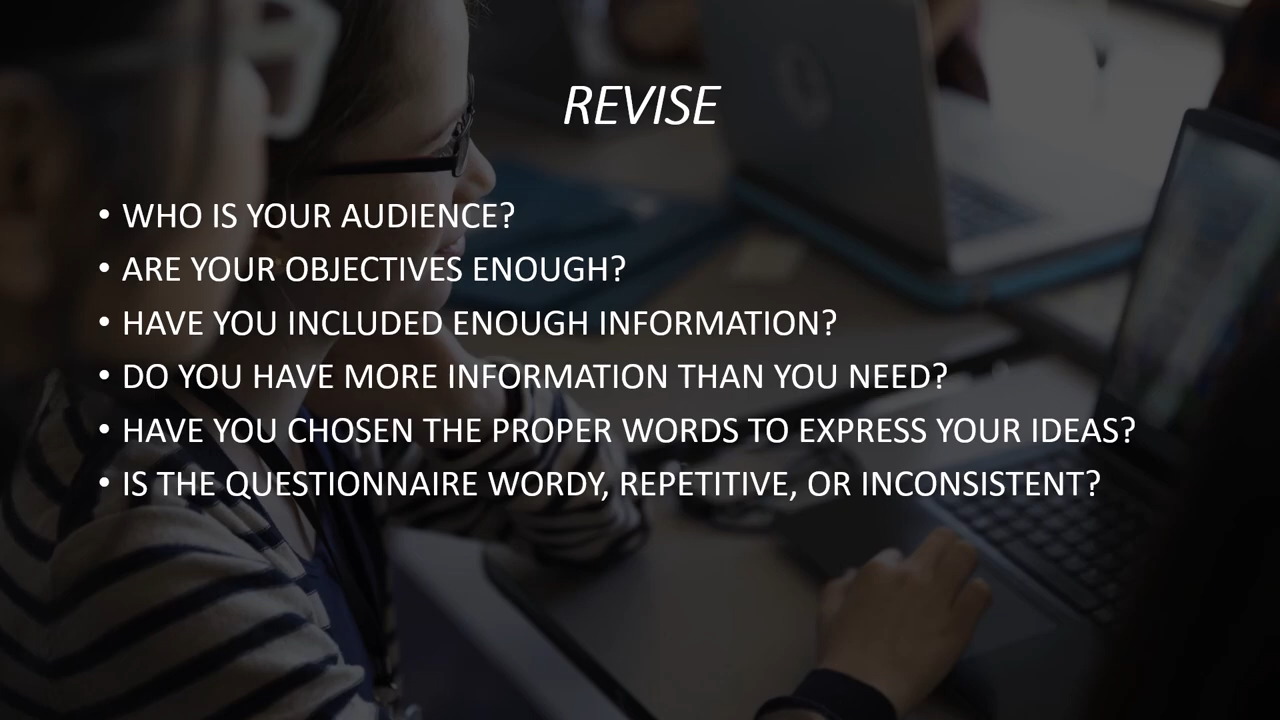 REVISE
• WHO IS YOUR AUDIENCE?
• ARE YOUR OBJECTIVES ENOUGH?
• HAVE YOU INCLUDED ENOUGH INFORMATION?
• DO YOU HAVE MORE INFORMATION THAN YOU NEED?
• HAVE YOU CHOSEN THE PROPER WORDS TO EXPRESS YOUR IDEAS?
• IS THE QUESTIONNAIRE WORDY, REPETITIVE, OR INCONSISTENT?